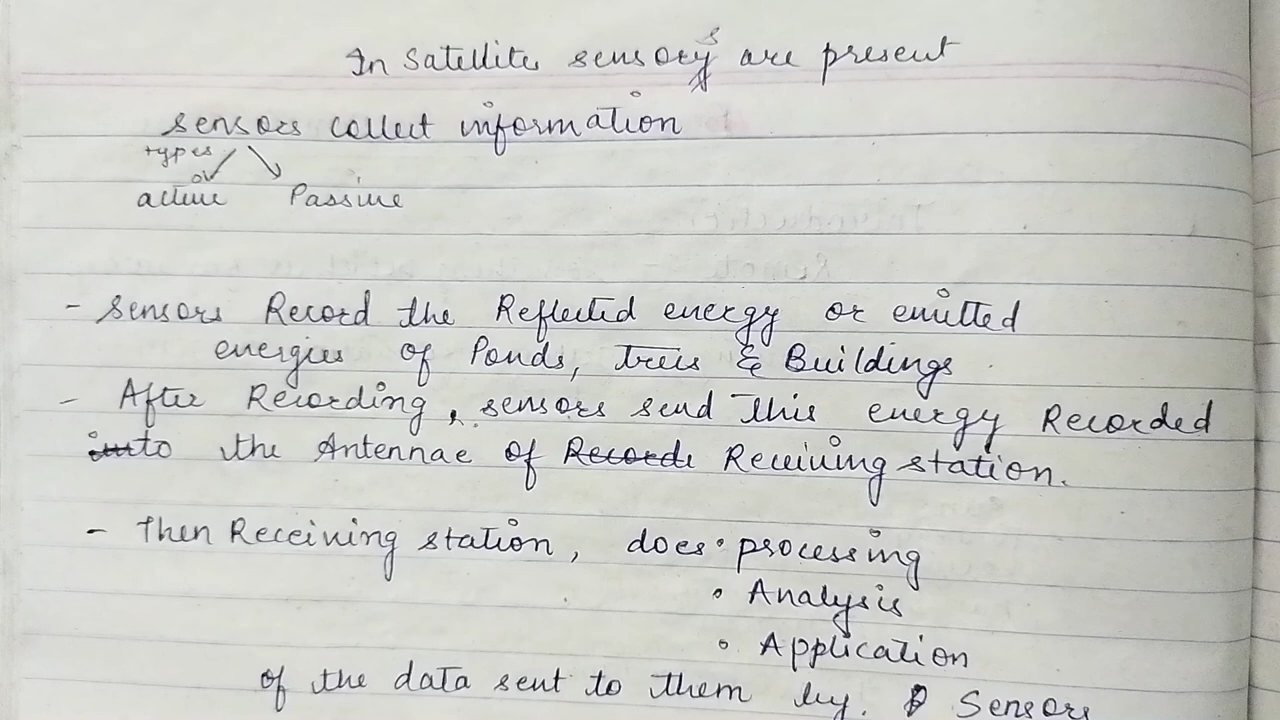 In Satellite sensors are present
sensors collect information
types of
active Passive
- Sensors Record the Reflected energy or emitted
energies of Ponds, trees & Buildings
- After Recording, sensors send this energy Recorded
to the Antennae of Receiving station.
- Then Receiving station, does • processing
• Analysis
• Application
of the data sent to them by. Sensors